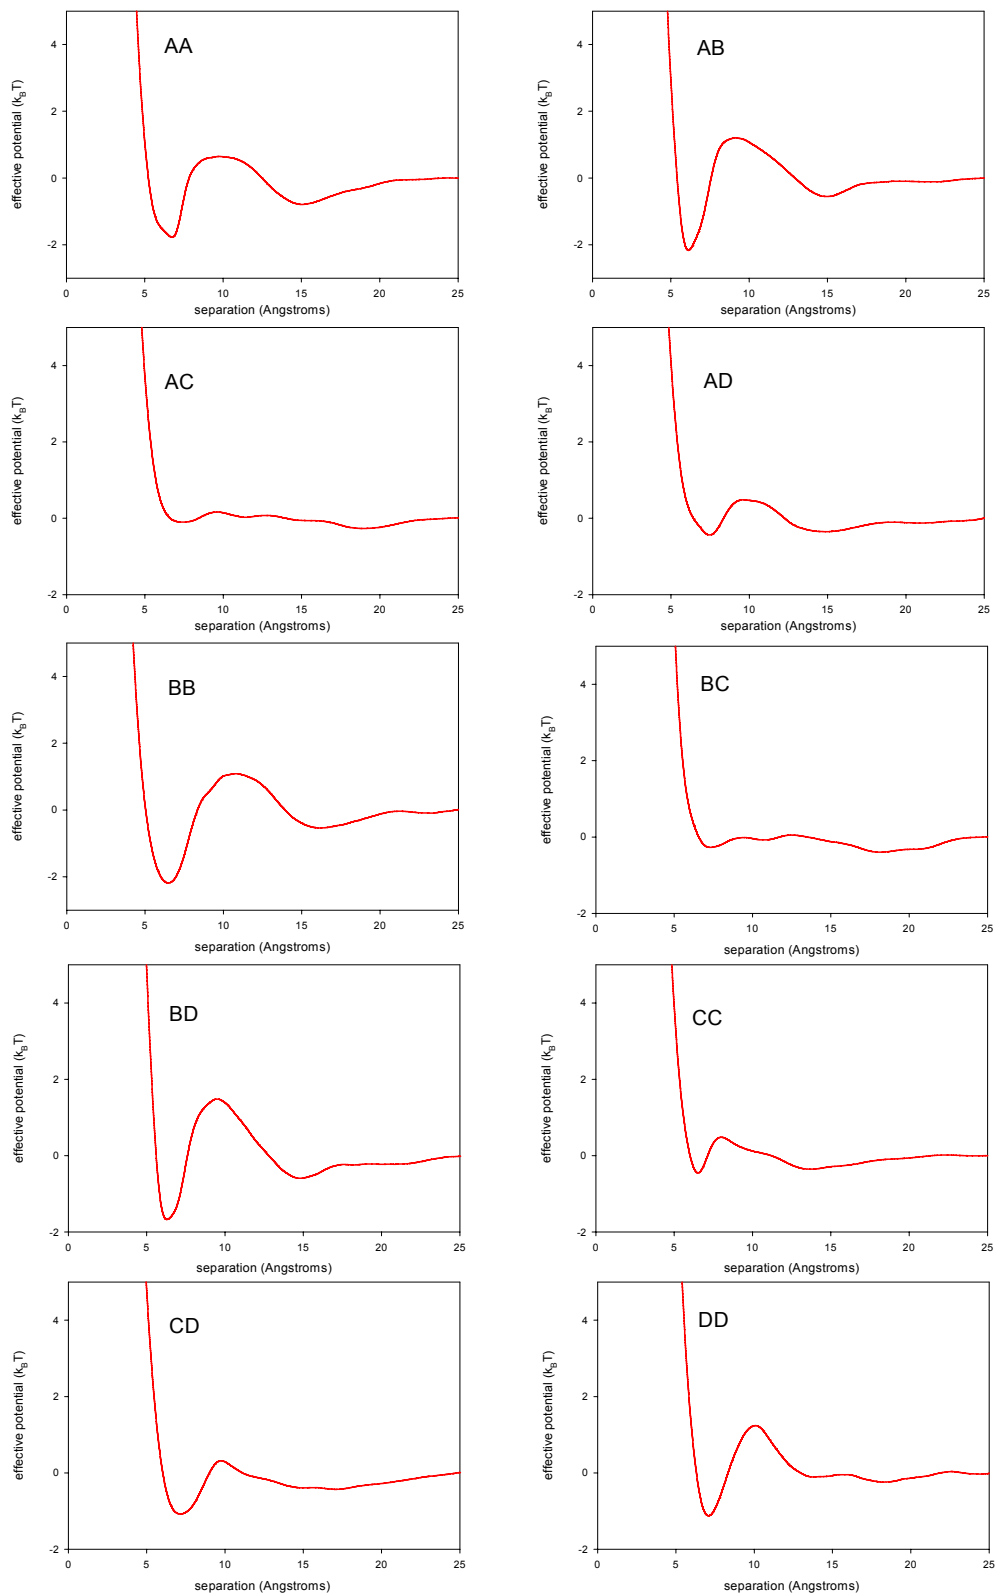 AA
effective potential (kBT)
4
2
0
-2
0 5 10 15 20 25
separation (Angstroms)
AB
effective potential (kBT)
4
2
0
-2
0 5 10 15 20 25
separation (Angstroms)
AC
effective potential (kBT)
4
2
0
-2
0 5 10 15 20 25
separation (Angstroms)
AD
effective potential (kBT)
4
2
0
-2
0 5 10 15 20 25
separation (Angstroms)
BB
effective potential (kBT)
4
2
0
-2
0 5 10 15 20 25
separation (Angstroms)
BC
effective potential (kBT)
4
2
0
-2
0 5 10 15 20 25
separation (Angstroms)
BD
effective potential (kBT)
4
2
0
-2
0 5 10 15 20 25
separation (Angstroms)
CC
effective potential (kBT)
4
2
0
-2
0 5 10 15 20 25
separation (Angstroms)
CD
effective potential (kBT)
4
2
0
-2
0 5 10 15 20 25
separation (Angstroms)
DD
effective potential (kBT)
4
2
0
-2
0 5 10 15 20 25
separation (Angstroms)